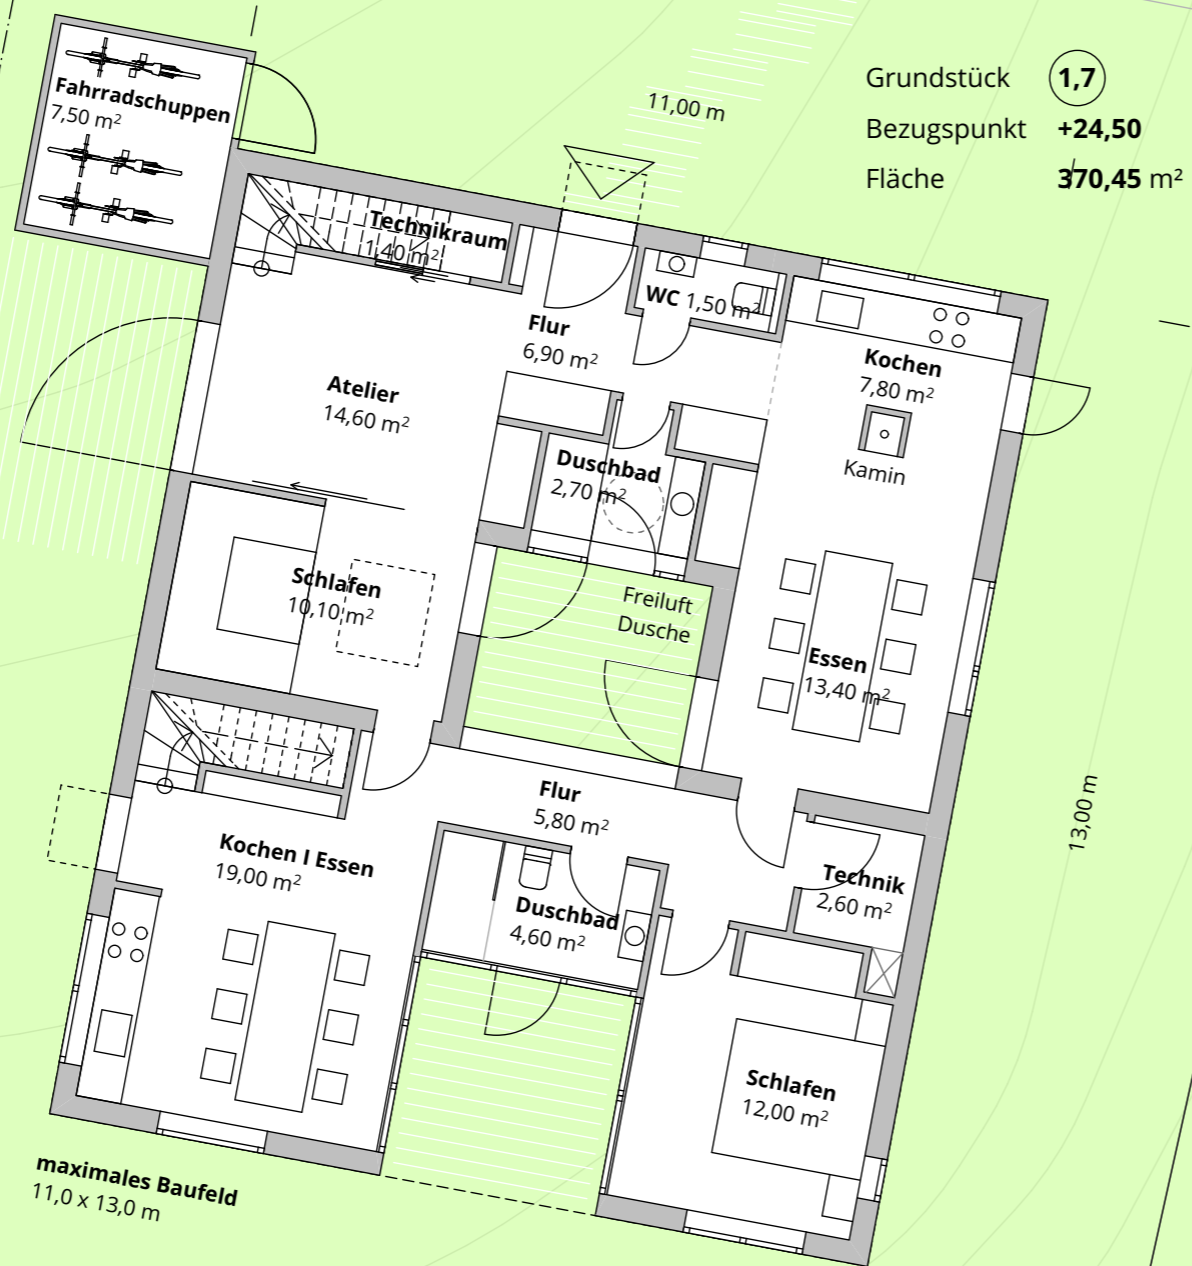 Grundstück 1,7
Bezugspunkt +24,50
Fläche 370,45 m²
11,00 m
Fahrradschuppen
7,50 m²
Technikraum
1,40 m²
WC 1,50 m²
Flur
6,90 m²
Kochen
7,80 m²
Kamin
Atelier
14,60 m²
Duschbad
2,70 m²
Schlafen
10,10 m²
Freiluft
Dusche
Essen
13,40 m²
Flur
5,80 m²
13,00 m
Kochen I Essen
19,00 m²
Duschbad
4,60 m²
Technik
2,60 m²
Schlafen
12,00 m²
maximales Baufeld
11,0 x 13,0 m